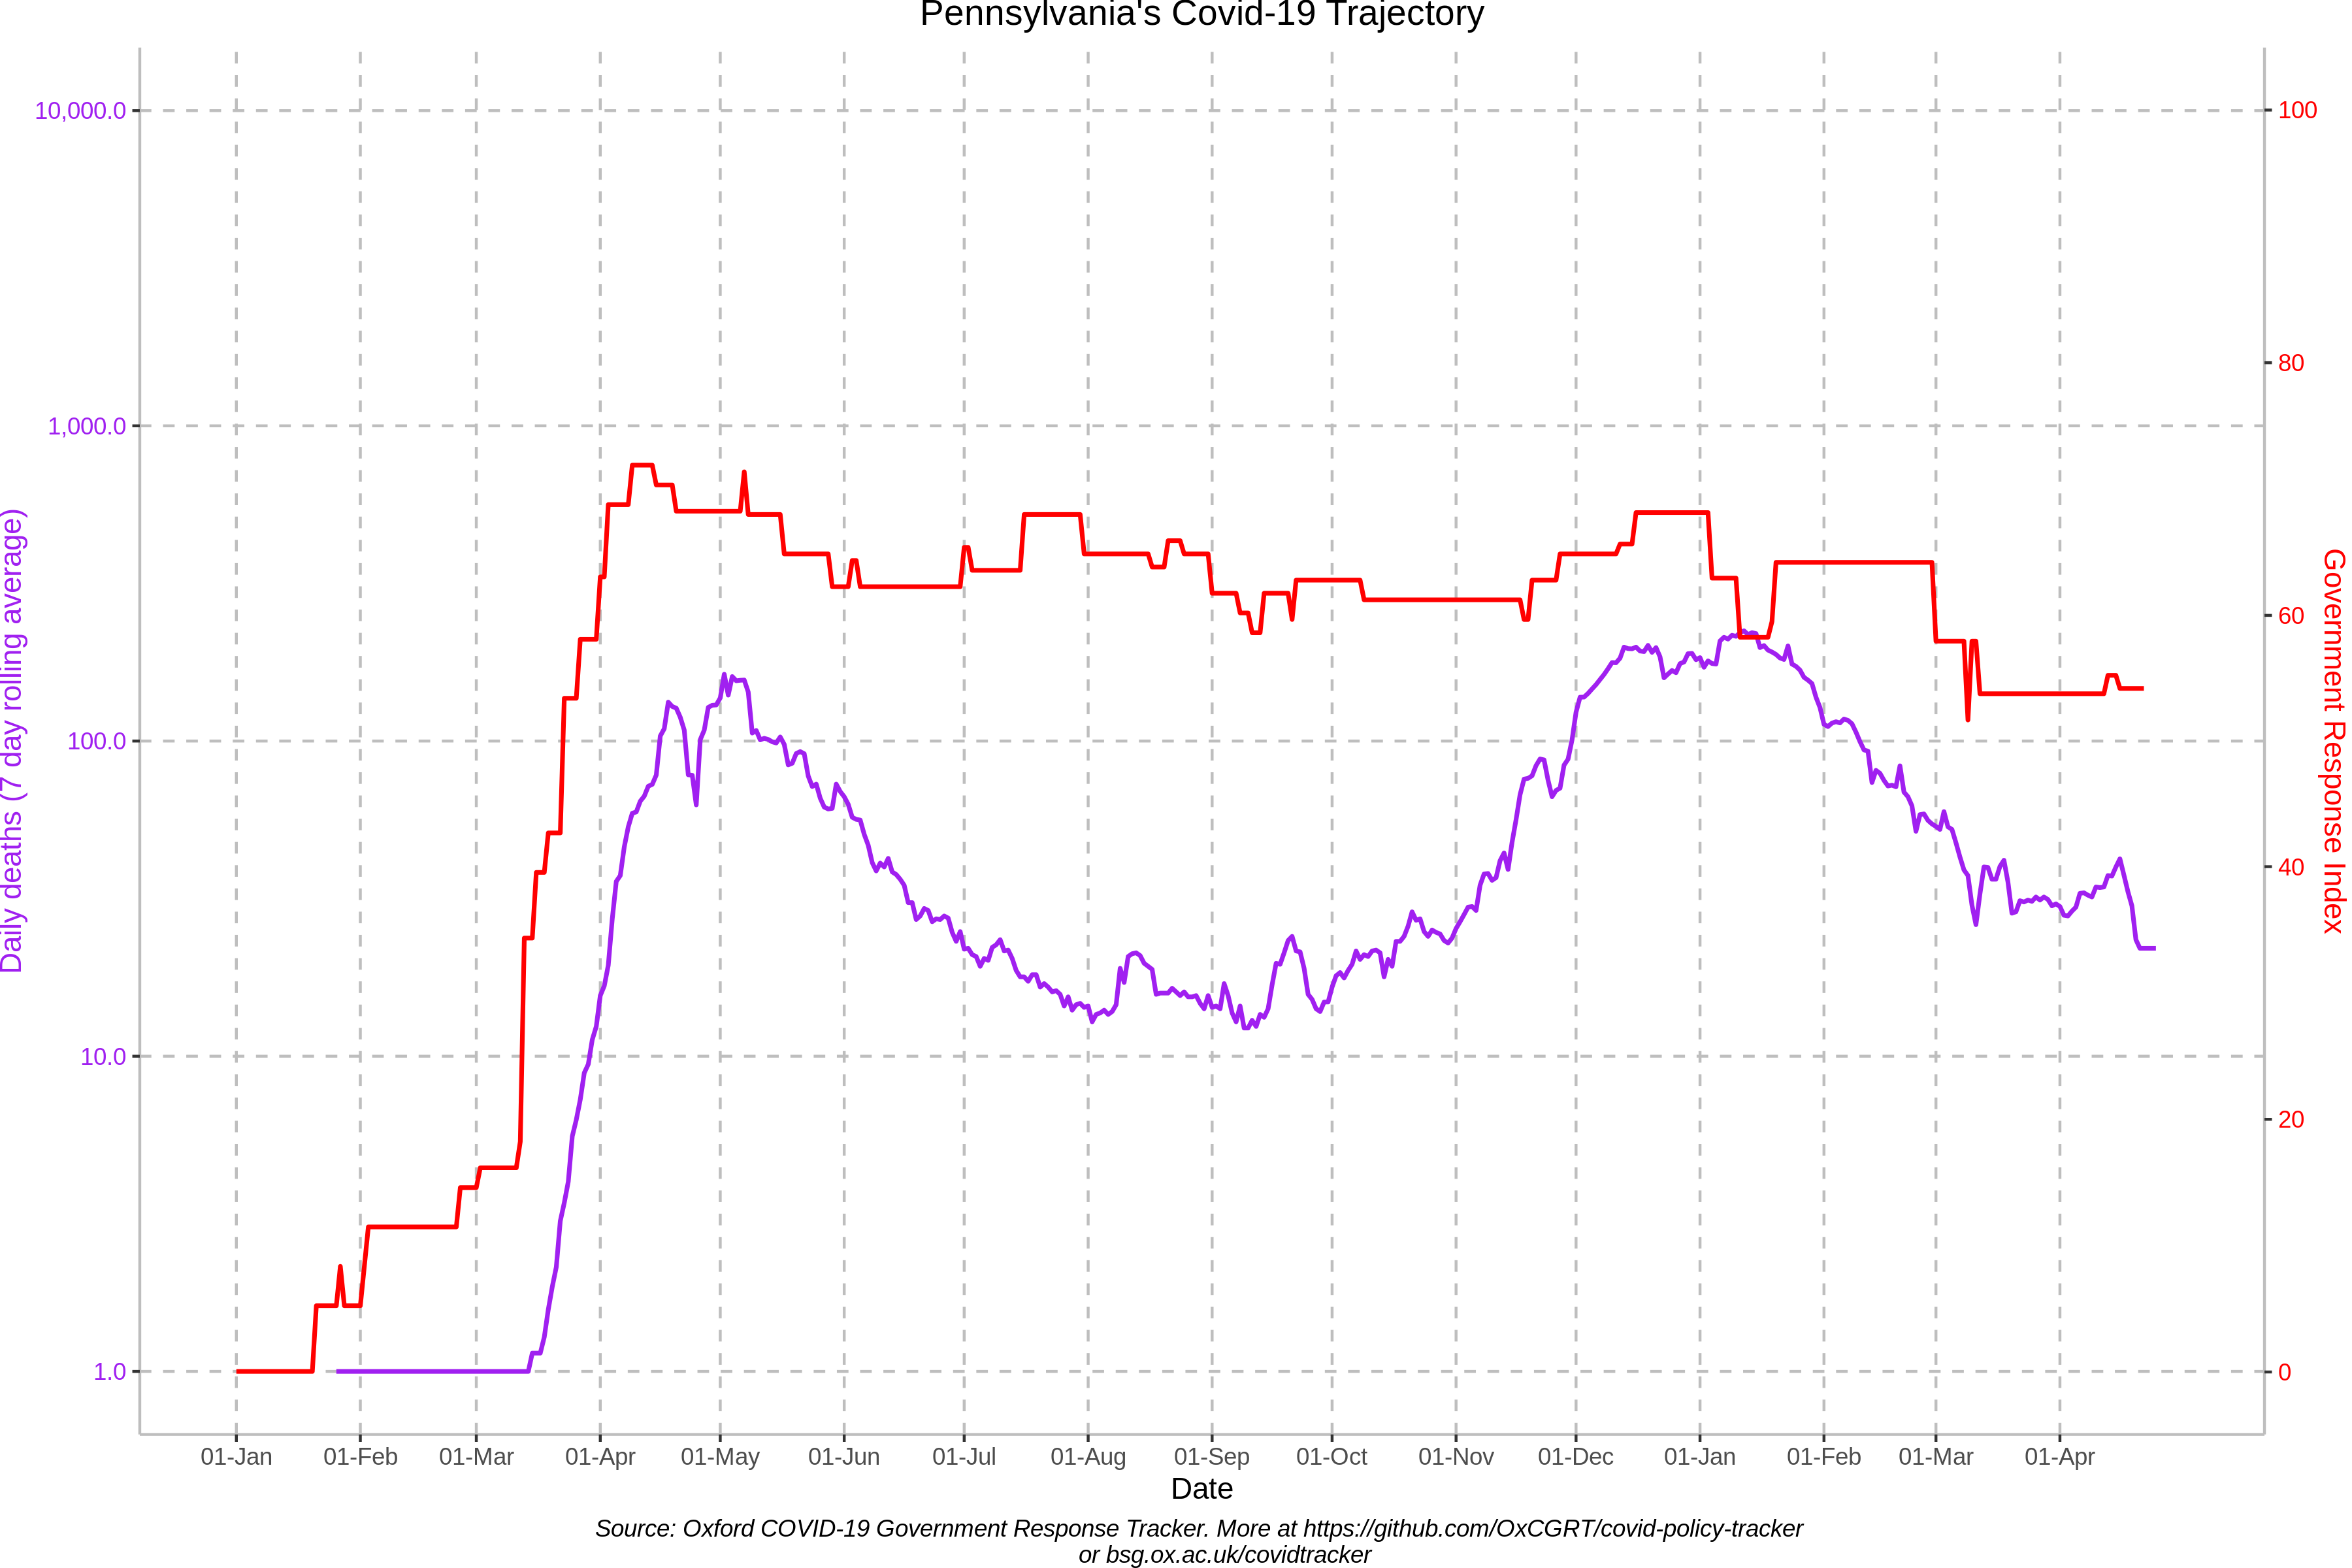 Pennsylvania's Covid-19 Trajectory
10,000.0
1,000.0
100.0
10.0
1.0
Daily deaths (7 day rolling average)
100
80
60
40
20
0
Government Response Index
01-Jan 01-Feb 01-Mar 01-Apr 01-May 01-Jun 01-Jul 01-Aug 01-Sep 01-Oct 01-Nov 01-Dec 01-Jan 01-Feb 01-Mar 01-Apr
Date
Source: Oxford COVID-19 Government Response Tracker. More at https://github.com/OxCGRT/covid-policy-tracker
or bsg.ox.ac.uk/covidtracker